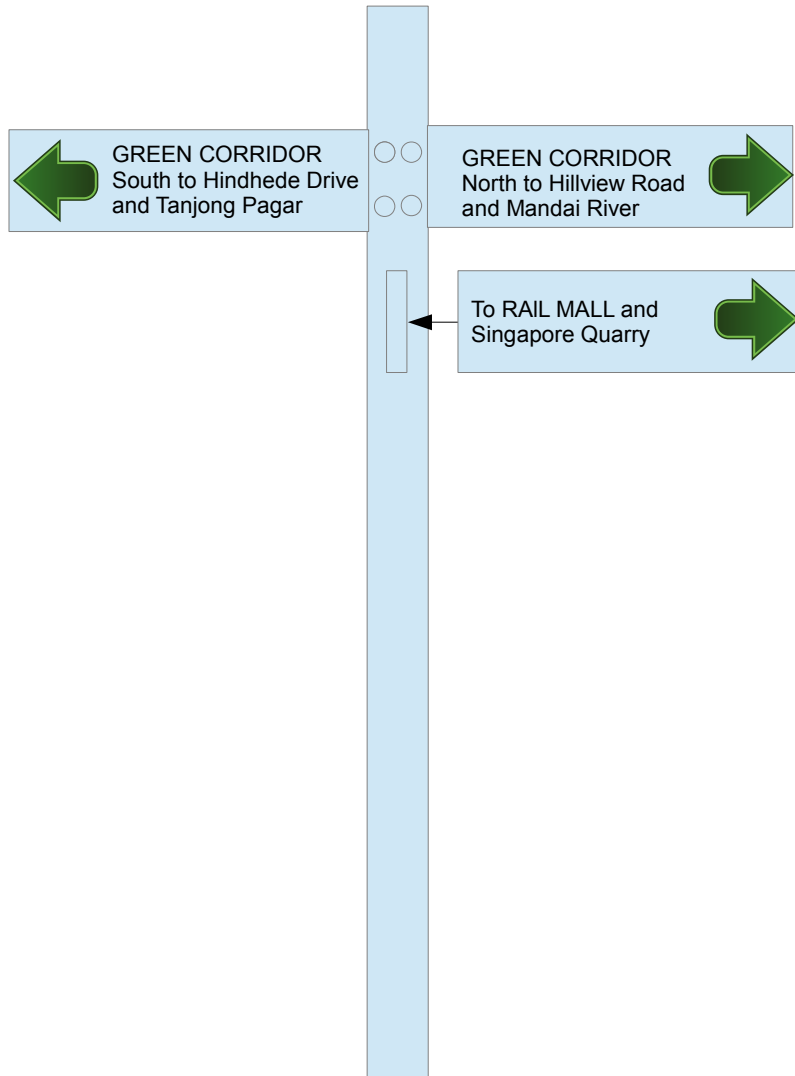 GREEN CORRIDOR
South to Hindhede Drive
and Tanjong Pagar
GREEN CORRIDOR
North to Hillview Road
and Mandai River
To RAIL MALL and
Singapore Quarry